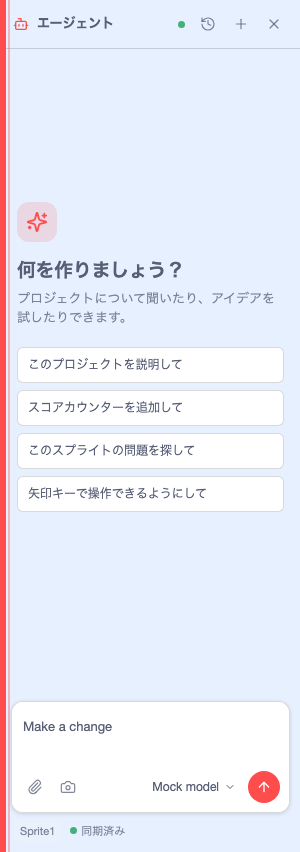 エージェント
何を作りましょう？
プロジェクトについて聞いたり、アイデアを
試したりできます。
このプロジェクトを説明して
スコアカウンターを追加して
このスプライトの問題を探して
矢印キーで操作できるようにして
Make a change
Mock model
Sprite1 同期済み